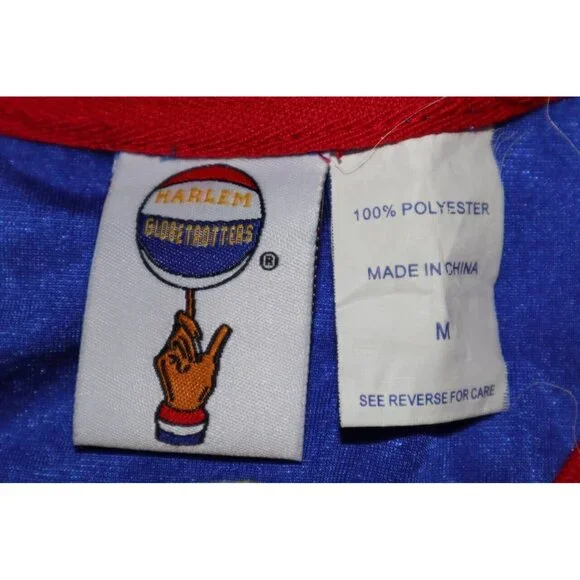 HARLEM
GLOBETROTTERS
®
100% POLYESTER
MADE IN CHINA
M
SEE REVERSE FOR CARE